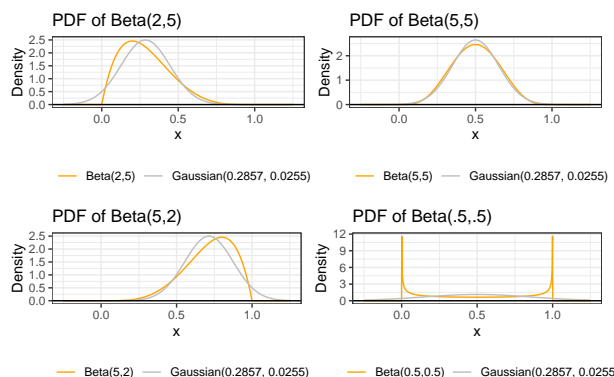 PDF of Beta(2,5)
2.5
2.0
1.5
1.0
0.5
0.0
Density
0.0 0.5 1.0
x
Beta(2,5) Gaussian(0.2857, 0.0255)
PDF of Beta(5,5)
2
1
0
Density
0.0 0.5 1.0
x
Beta(5,5) Gaussian(0.2857, 0.0255)
PDF of Beta(5,2)
2.5
2.0
1.5
1.0
0.5
0.0
Density
0.0 0.5 1.0
x
Beta(5,2) Gaussian(0.2857, 0.0255)
PDF of Beta(.5,.5)
12
9
6
3
0
Density
0.0 0.5 1.0
x
Beta(0.5,0.5) Gaussian(0.2857, 0.0255